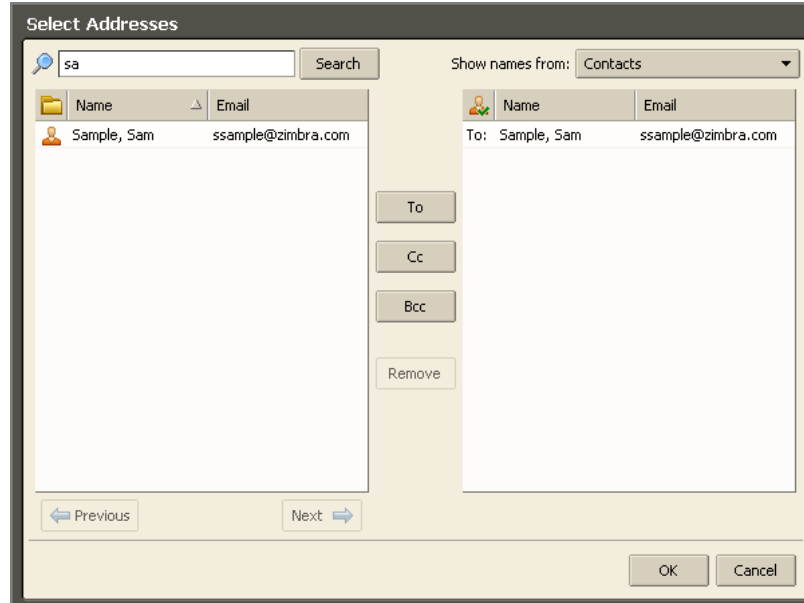 Select Addresses
sa Search Show names from: Contacts
Name Email Name Email
Sample, Sam ssample@zimbra.com To: Sample, Sam ssample@zimbra.com
To
Cc
Bcc
Remove
Previous Next
OK Cancel